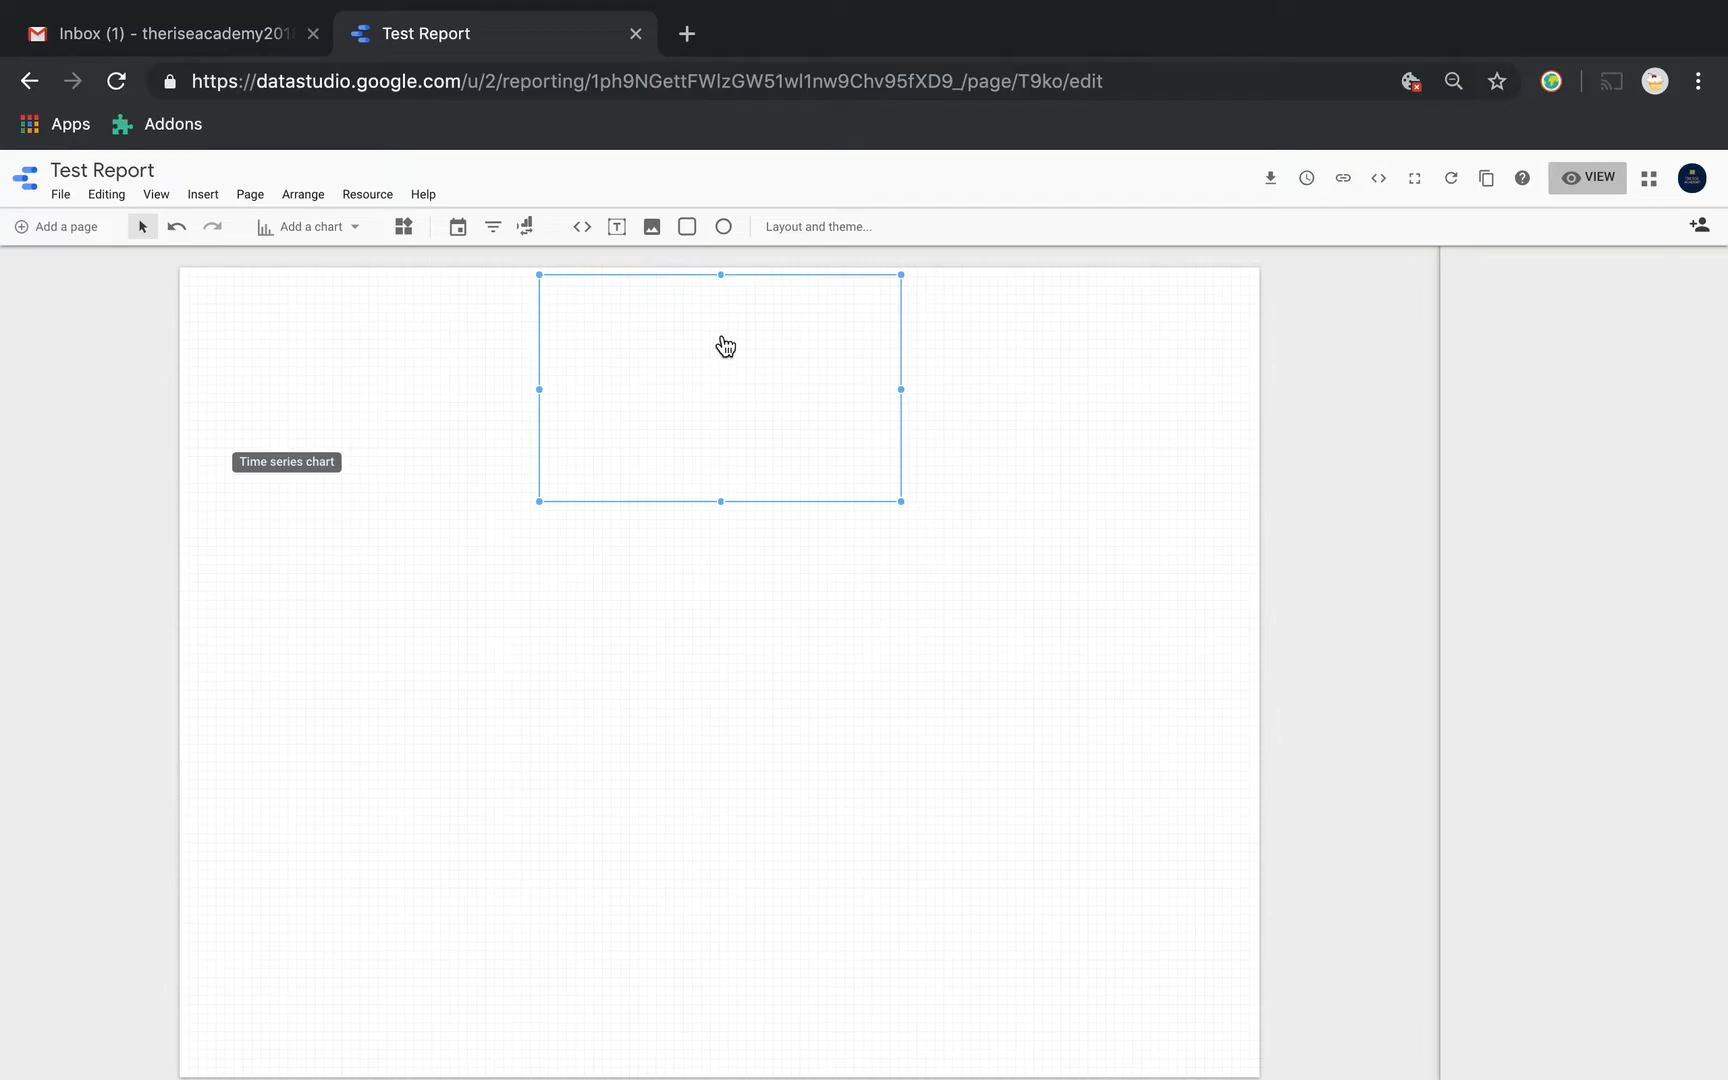 Inbox (1) - theriseacademy201
Test Report
https://datastudio.google.com/u/2/reporting/1ph9NGettFWIzGW51wl1nw9Chv95fXD9_/page/T9ko/edit
Apps
Addons
Test Report
File
Editing
View
Insert
Page
Arrange
Resource
Help
VIEW
Add a page
Add a chart
Layout and theme...
Time series chart